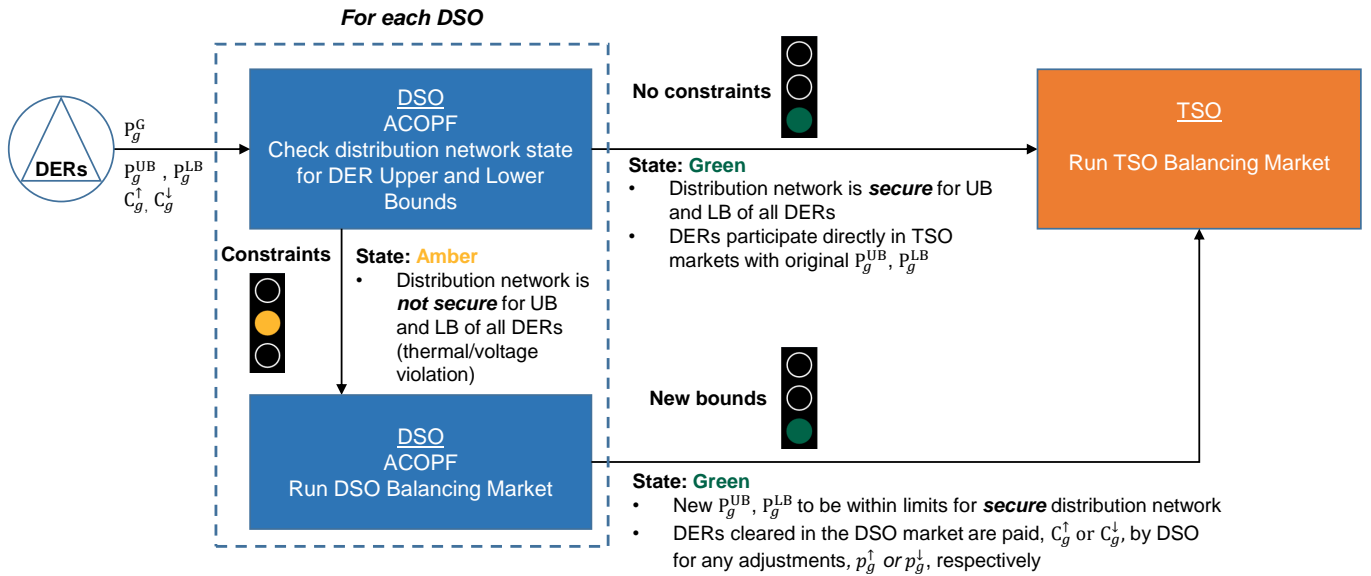 For each DSO
DERs
P_g^G
P_g^UB , P_g^LB
C_g,^↑ C_g^↓
DSO
ACOPF
Check distribution network state
for DER Upper and Lower
Bounds
No constraints
State: Green
• Distribution network is secure for UB
and LB of all DERs
• DERs participate directly in TSO
markets with original P_g^UB, P_g^LB
TSO
Run TSO Balancing Market
Constraints
State: Amber
• Distribution network is
not secure for UB
and LB of all DERs
(thermal/voltage
violation)
DSO
ACOPF
Run DSO Balancing Market
New bounds
State: Green
• New P_g^UB, P_g^LB to be within limits for secure distribution network
• DERs cleared in the DSO market are paid, C_g^↑ or C_g^↓, by DSO
for any adjustments, p_g^↑ or p_g^↓, respectively